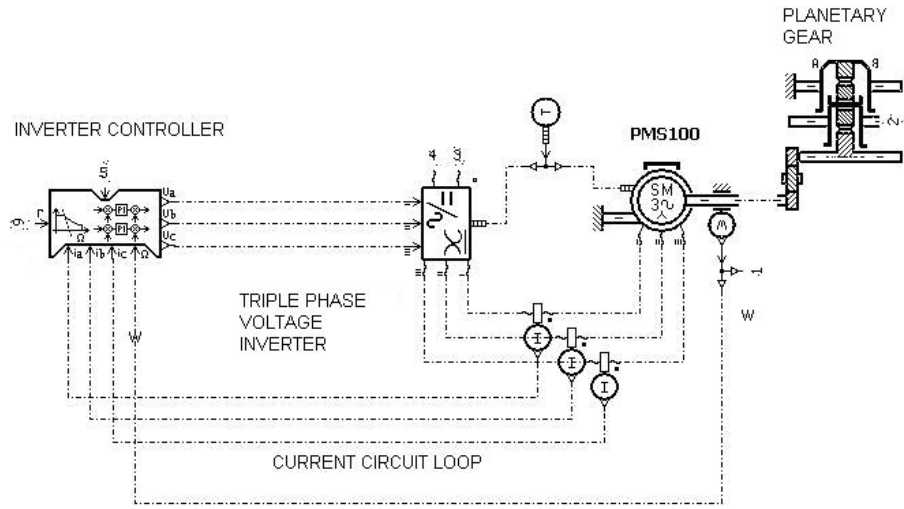 PLANETARY
GEAR
A
B
2
T
PMS100
INVERTER CONTROLLER
4
3
5
Ua
SM
3
Ub
PI
9
Ω
PI
Uc
ia
ib
ic
Ω
1
W
W
TRIPLE PHASE
VOLTAGE
INVERTER
I
I
I
CURRENT CIRCUIT LOOP